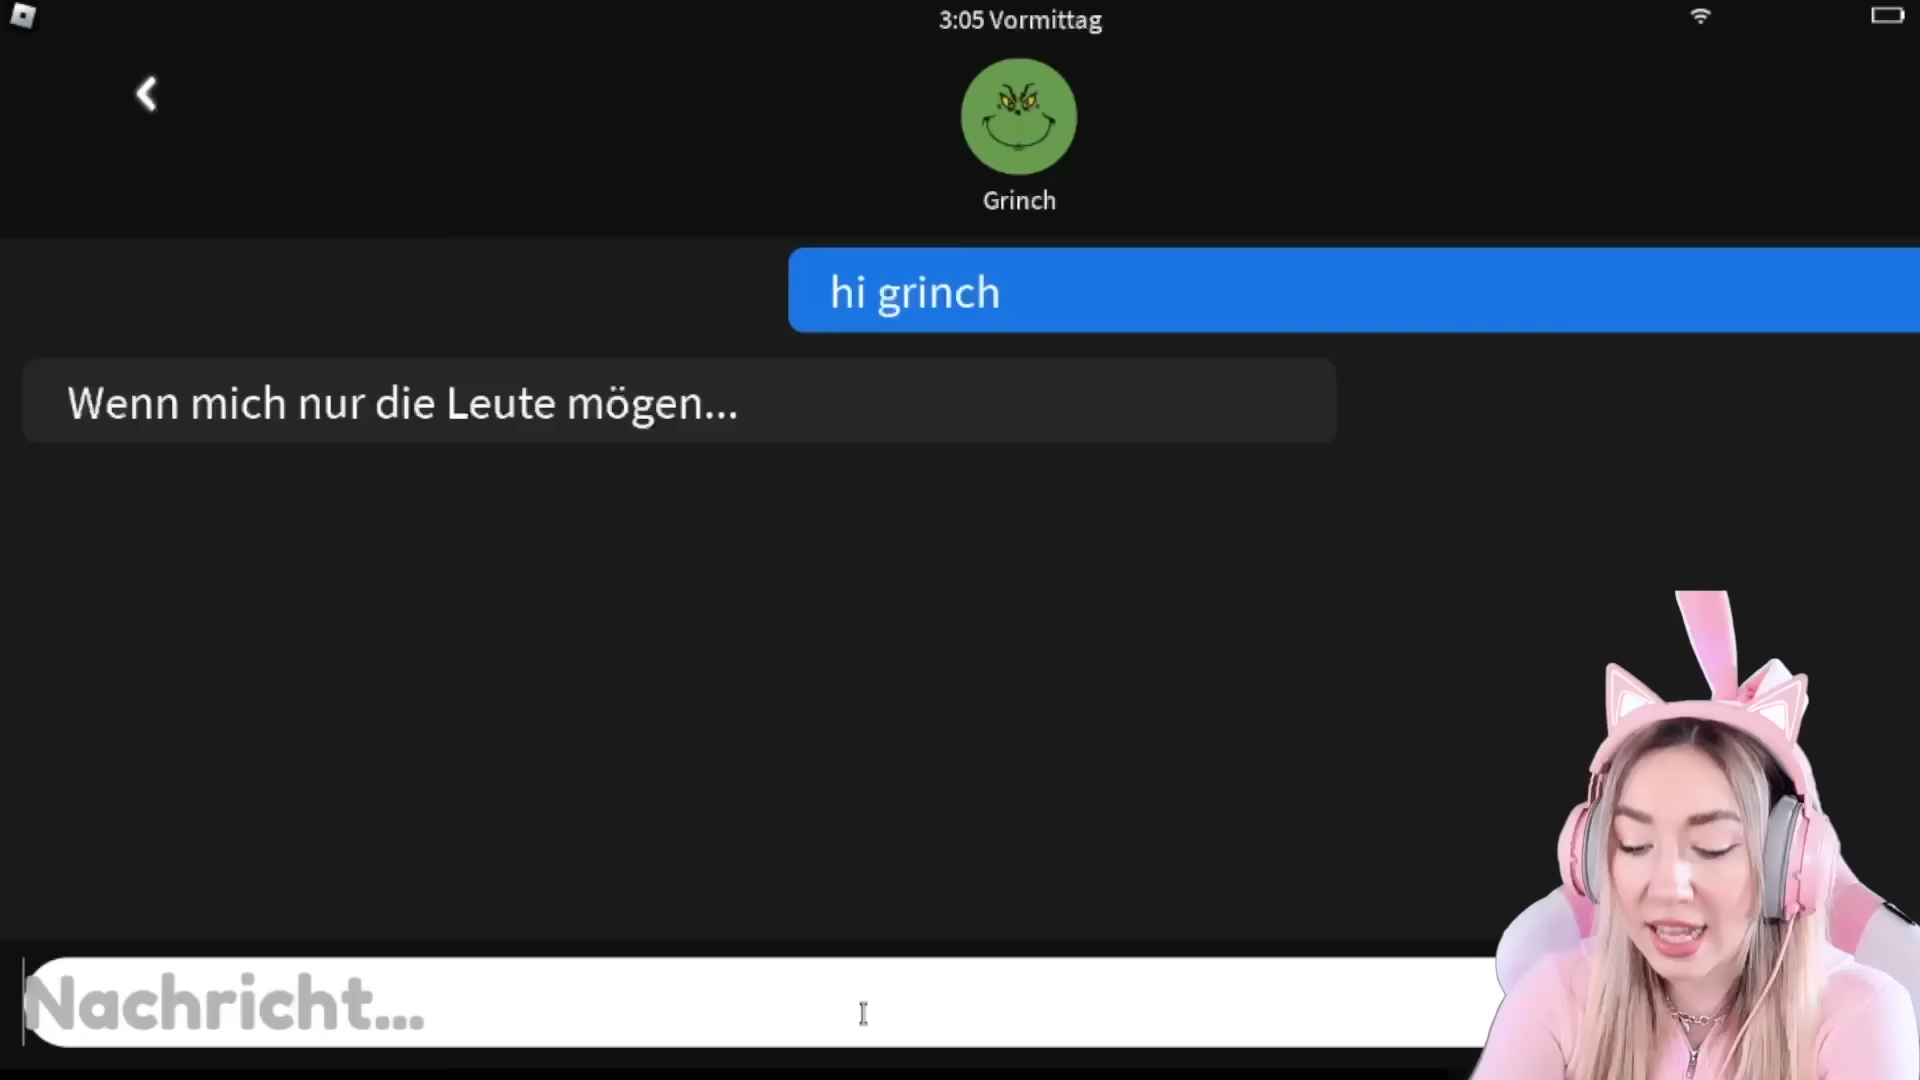 3:05 Vormittag
Grinch
hi grinch
Wenn mich nur die Leute mögen...
Nachricht...